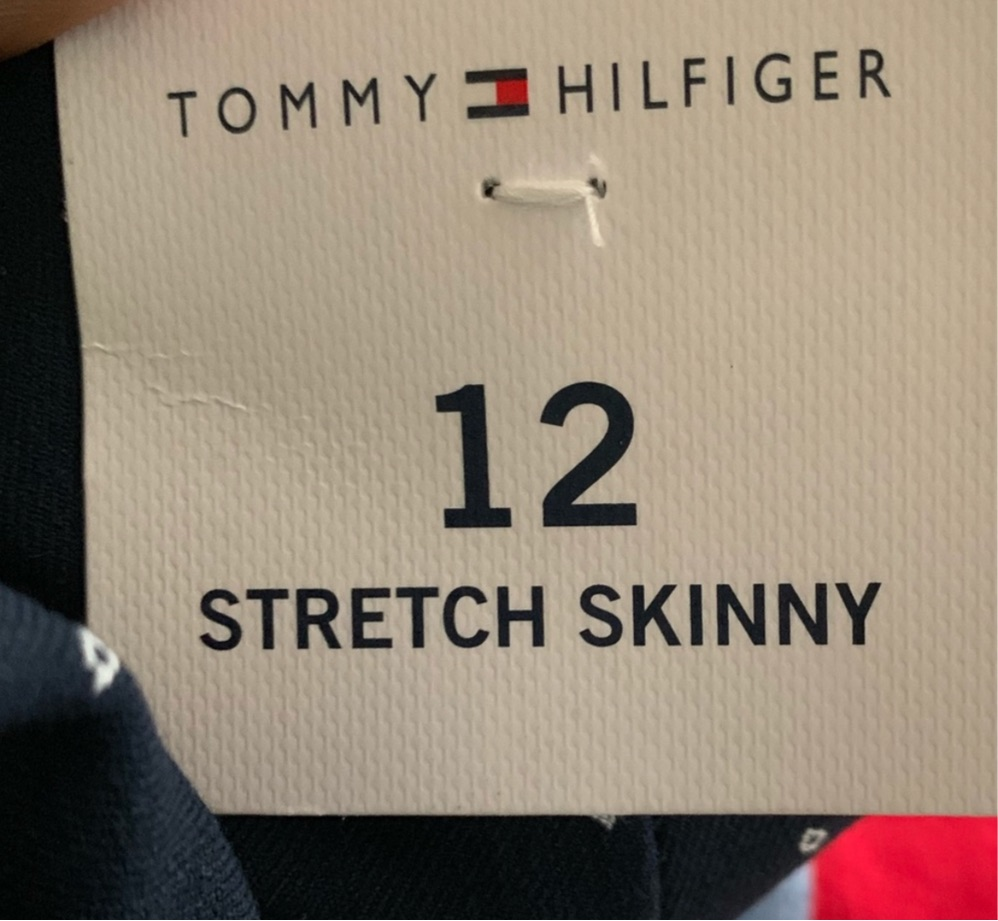 TOMMY HILFIGER
12
STRETCH SKINNY